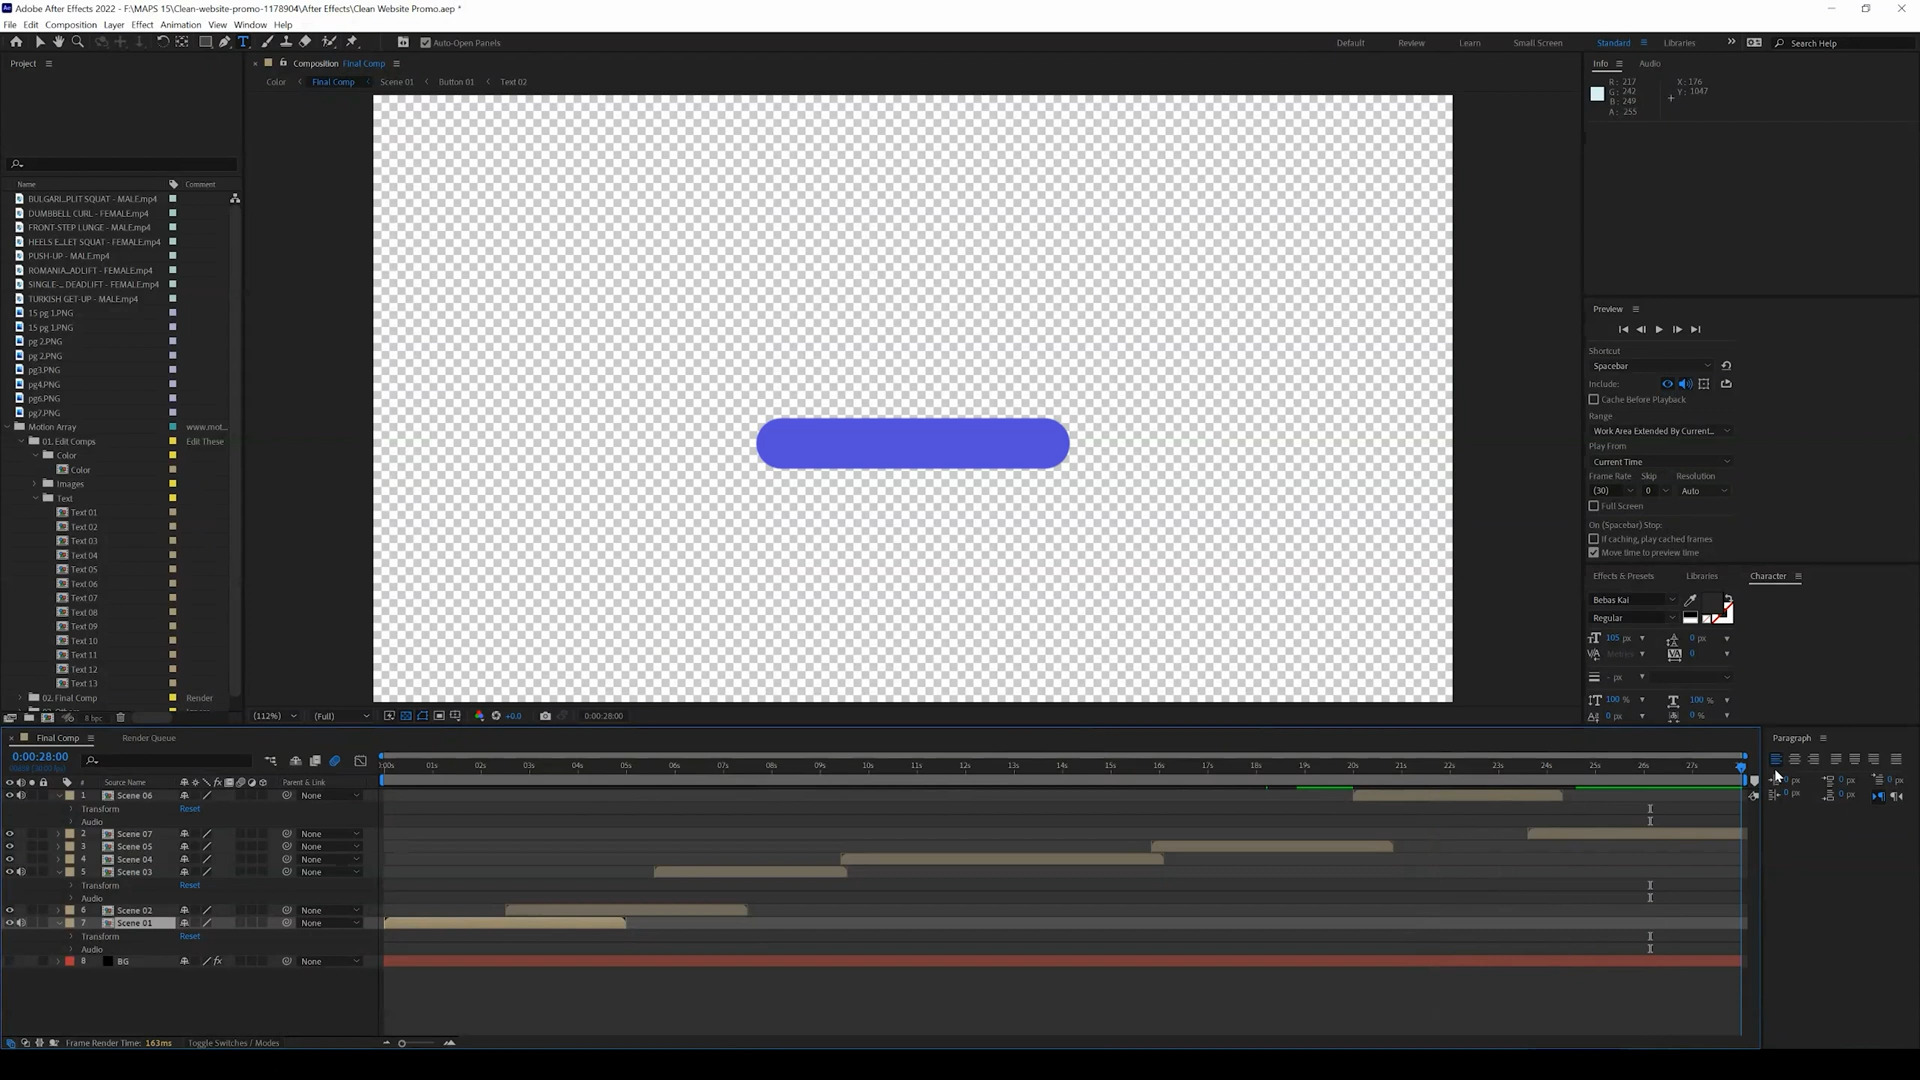 Adobe After Effects 2022 - F:\MAPS 15\Clean-website-promo-1178904\After Effects\Clean Website Promo.aep *
File Edit Composition Layer Effect Animation View Window Help
Auto-Open Panels
Default Review Learn Small Screen Standard Libraries Search Help
Project
Composition Final Comp
Info Audio
Color Final Comp Scene 01 Button 01 Text 02
R: 217
G: 242
B: 249
A: 255
X: 176
Y: 1047
Name Comment
BULGARI...PLIT SQUAT - MALE.mp4
DUMBBELL CURL - FEMALE.mp4
FRONT-STEP LUNGE - MALE.mp4
HEELS E...LET SQUAT - FEMALE.mp4
PUSH-UP - MALE.mp4
ROMANIA...ADLIFT - FEMALE.mp4
SINGLE-... DEADLIFT - FEMALE.mp4
TURKISH GET-UP - MALE.mp4
15 pg 1.PNG
15 pg 1.PNG
pg 2.PNG
pg 2.PNG
pg3.PNG
pg4.PNG
pg6.PNG
pg7.PNG
Motion Array www.mot...
01. Edit Comps Edit These
Color
Color
Images
Text
Text 01
Text 02
Text 03
Text 04
Text 05
Text 06
Text 07
Text 08
Text 09
Text 10
Text 11
Text 12
Text 13
02. Final Comp Render
8 bpc
(112%) (Full) +0.0 0:00:28:00
Preview
Shortcut
Spacebar
Include:
Cache Before Playback
Range
Work Area Extended By Current...
Play From
Current Time
Frame Rate Skip Resolution
(30) 0 Auto
Full Screen
On (Spacebar) Stop:
If caching, play cached frames
Move time to preview time
Effects & Presets Libraries Character
Bebas Kai
Regular
105 px 0 px
Metrics 0
- px
100 % 100 %
0 px 0 %
Final Comp Render Queue
Paragraph
0:00:28:00
:00s 01s 02s 03s 04s 05s 06s 07s 08s 09s 10s 11s 12s 13s 14s 15s 16s 17s 18s 19s 20s 21s 22s 23s 24s 25s 26s 27s
# Source Name Parent & Link
0 px 0 px 0 px
0 px 0 px
1 Scene 06 None
Transform Reset
Audio
2 Scene 07 None
3 Scene 05 None
4 Scene 04 None
5 Scene 03 None
Transform Reset
Audio
6 Scene 02 None
7 Scene 01 None
Transform Reset
Audio
8 BG None
Frame Render Time: 163ms Toggle Switches / Modes